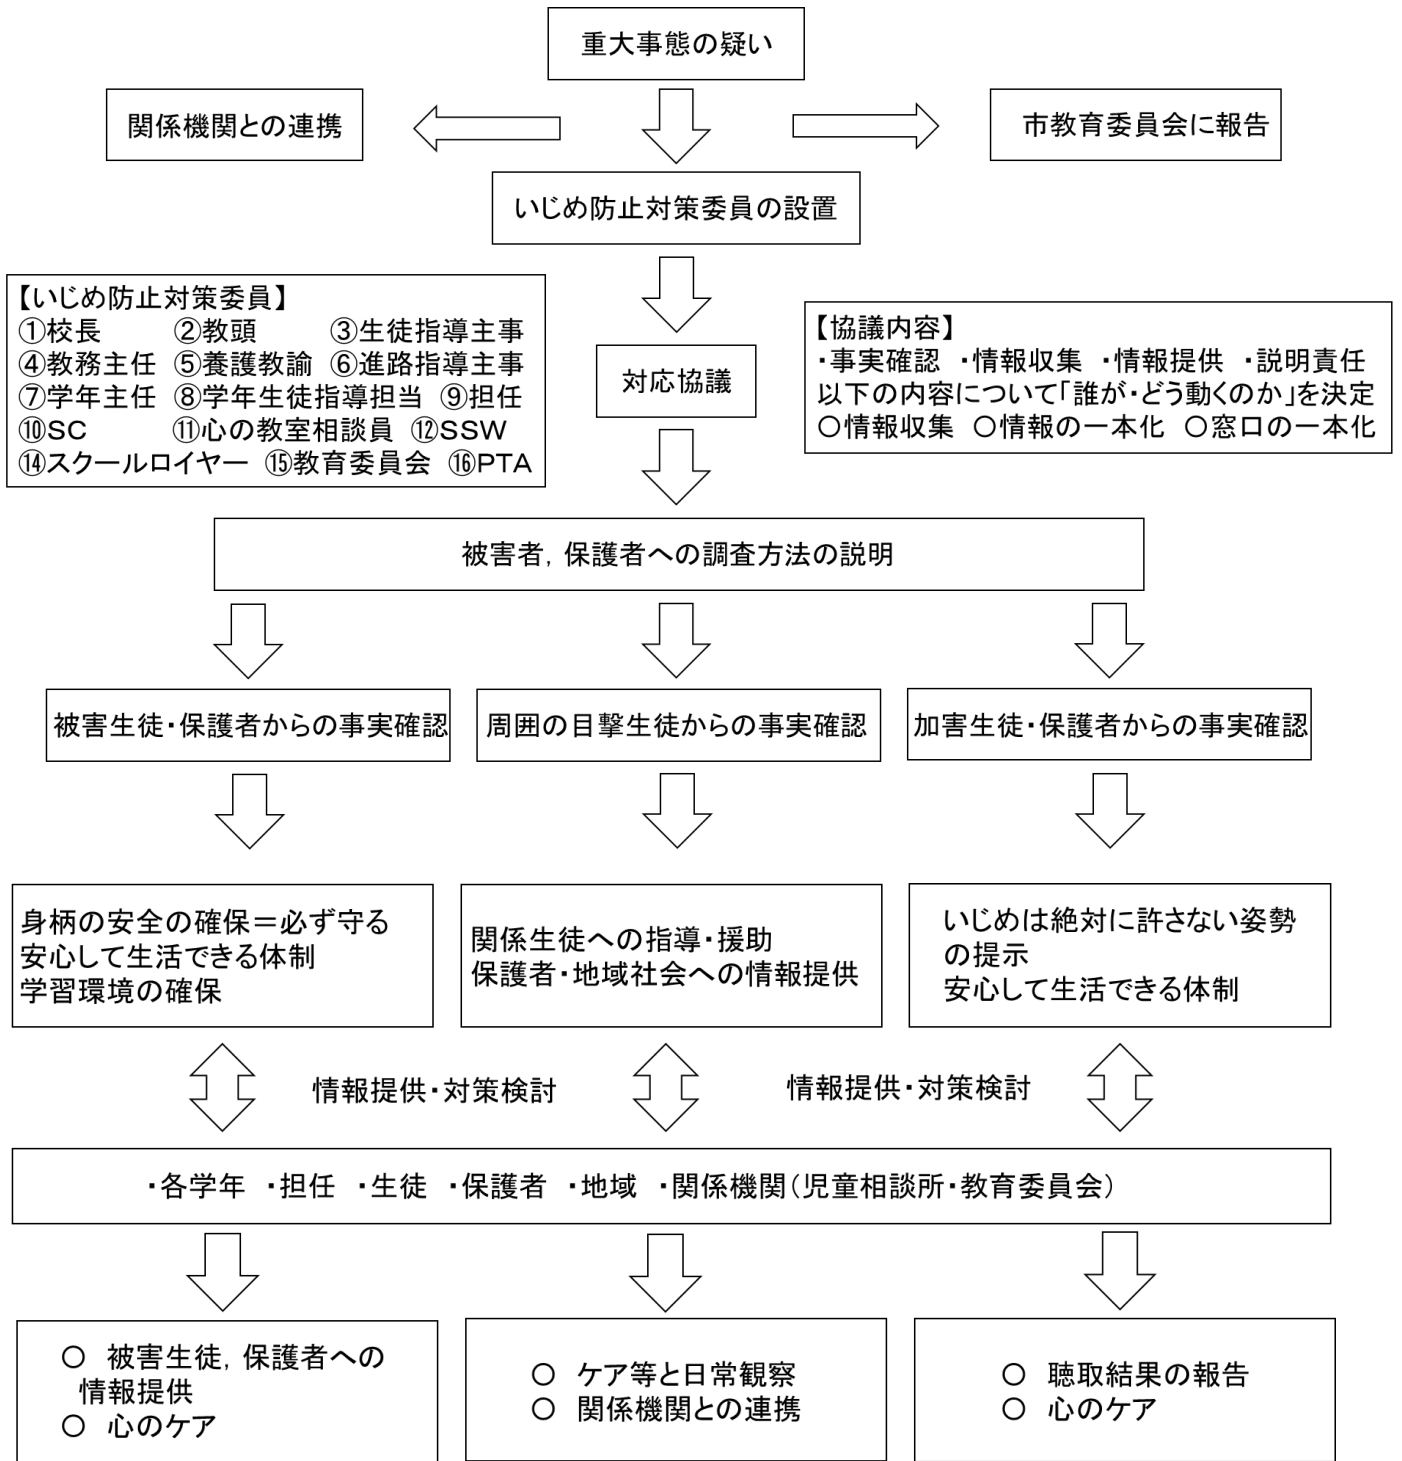 重大事態の疑い
関係機関との連携
市教育委員会に報告
いじめ防止対策委員の設置
【いじめ防止対策委員】
①校長　②教頭　③生徒指導主事
④教務主任　⑤養護教諭　⑥進路指導主事
⑦学年主任　⑧学年生徒指導担当　⑨担任
⑩SC　⑪心の教室相談員　⑫SSW
⑭スクールロイヤー　⑮教育委員会　⑯PTA
対応協議
【協議内容】
・事実確認　・情報収集　・情報提供　・説明責任
以下の内容について「誰が・どう動くのか」を決定
○情報収集　○情報の一本化　○窓口の一本化
被害者，保護者への調査方法の説明
被害生徒・保護者からの事実確認
周囲の目撃生徒からの事実確認
加害生徒・保護者からの事実確認
身柄の安全の確保＝必ず守る
安心して生活できる体制
学習環境の確保
関係生徒への指導・援助
保護者・地域社会への情報提供
いじめは絶対に許さない姿勢
の提示
安心して生活できる体制
情報提供・対策検討
情報提供・対策検討
・各学年　・担任　・生徒　・保護者　・地域　・関係機関（児童相談所・教育委員会）
○　被害生徒，保護者への
情報提供
○　心のケア
○　ケア等と日常観察
○　関係機関との連携
○　聴取結果の報告
○　心のケア